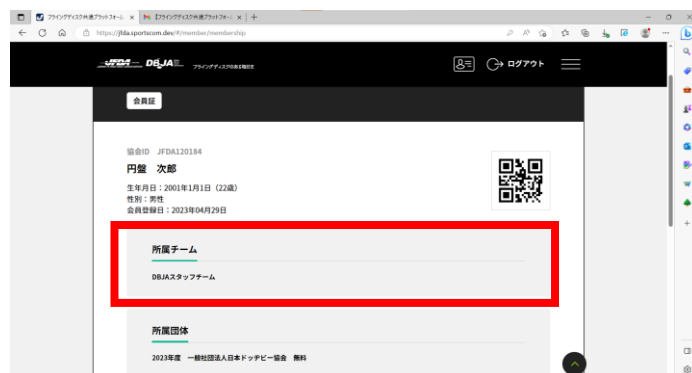 フライングディスク共通プラットフォーム
【フライングディスク共通プラットフォー
https://jfda.sportscom.dev/#/member/membership
JFDA DBJA フライングディスクの日本を統括
ログアウト
会員証
協会ID JFDA120184
円盤 次郎
生年月日：2001年1月1日（22歳）
性別：男性
会員登録日：2023年04月29日
所属チーム
DBJAスタッフチーム
所属団体
2023年度 一般社団法人日本ドッヂビー協会 無料